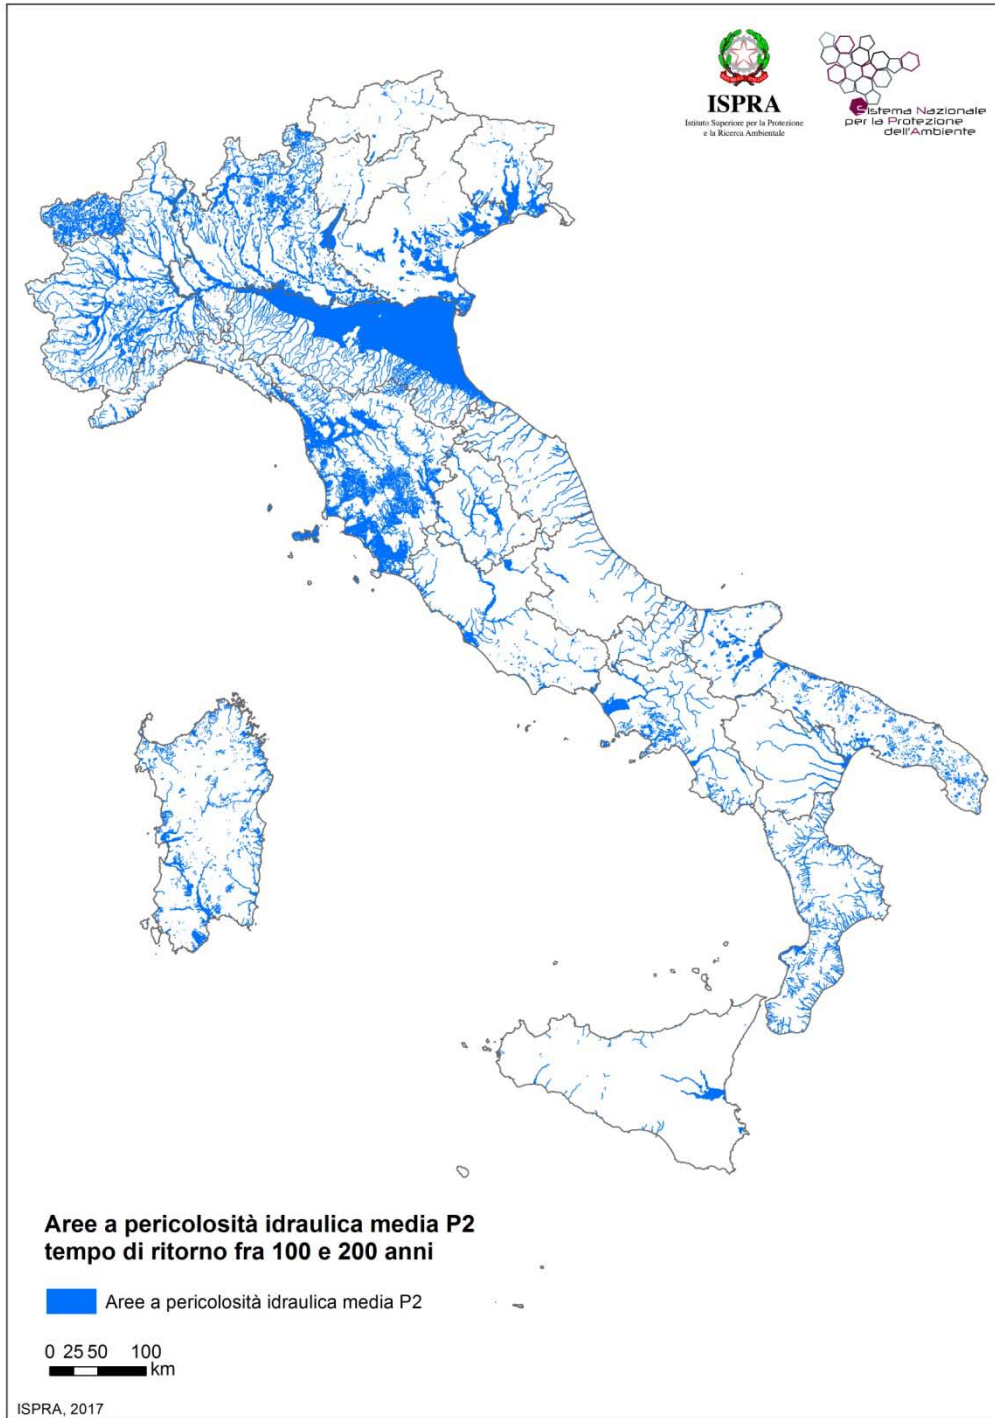 ISPRA
Istituto Superiore per la Protezione
e la Ricerca Ambientale
Sistema Nazionale
per la Protezione
dell'Ambiente
Aree a pericolosità idraulica media P2
tempo di ritorno fra 100 e 200 anni
Aree a pericolosità idraulica media P2
0 25 50 100
km
ISPRA, 2017